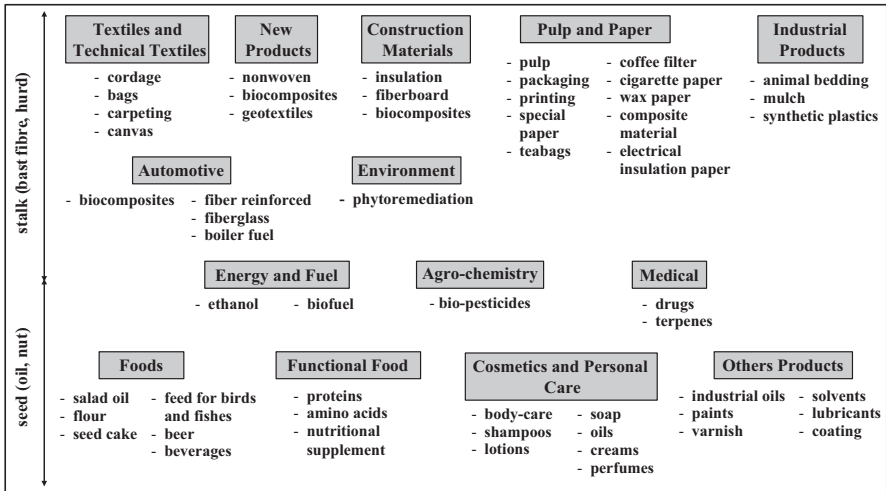 stalk (bast fibre, hurd)
seed (oil, nut)
Textiles and
Technical Textiles
- cordage
- bags
- carpeting
- canvas
New
Products
- nonwoven
- biocomposites
- geotextiles
Construction
Materials
- insulation
- fiberboard
- biocomposites
Pulp and Paper
- pulp
- packaging
- printing
- special
paper
- teabags
- coffee filter
- cigarette paper
- wax paper
- composite
material
- electrical
insulation paper
Industrial
Products
- animal bedding
- mulch
- synthetic plastics
Automotive
- biocomposites
- fiber reinforced
- fiberglass
- boiler fuel
Environment
- phytoremediation
Energy and Fuel
- ethanol
- biofuel
Agro-chemistry
- bio-pesticides
Medical
- drugs
- terpenes
Foods
- salad oil
- flour
- seed cake
- feed for birds
and fishes
- beer
- beverages
Functional Food
- proteins
- amino acids
- nutritional
supplement
Cosmetics and Personal
Care
- body-care
- shampoos
- lotions
- soap
- oils
- creams
- perfumes
Others Products
- industrial oils
- paints
- varnish
- solvents
- lubricants
- coating